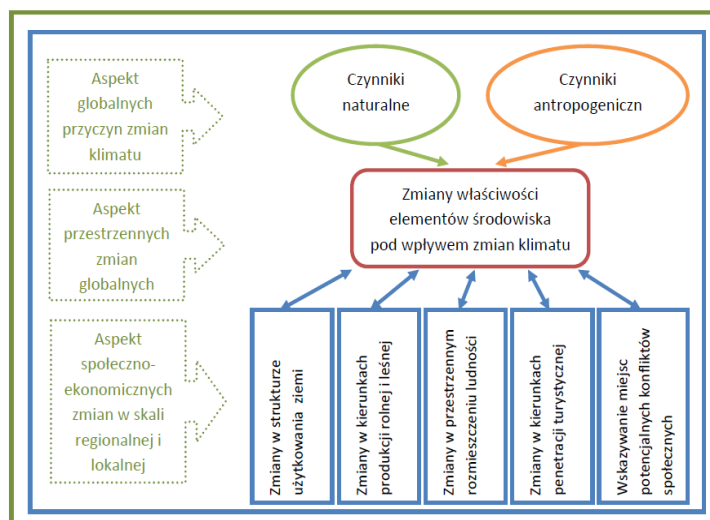 Aspekt
globalnych
przyczyn zmian
klimatu
Czynniki
naturalne
Czynniki
antropogeniczn
Aspekt
przestrzennych
zmian
globalnych
Zmiany właściwości
elementów środowiska
pod wpływem zmian klimatu
Aspekt
społeczno-
ekonomicznych
zmian w skali
regionalnej i
lokalnej
Zmiany w strukturze
użytkowania ziemi
Zmiany w kierunkach
produkcji rolnej i leśnej
Zmiany w przestrzennym
rozmieszczeniu ludności
Zmiany w kierunkach
penetracji turystycznej
Wskazywanie miejsc
potencjalnych konfliktów
społecznych